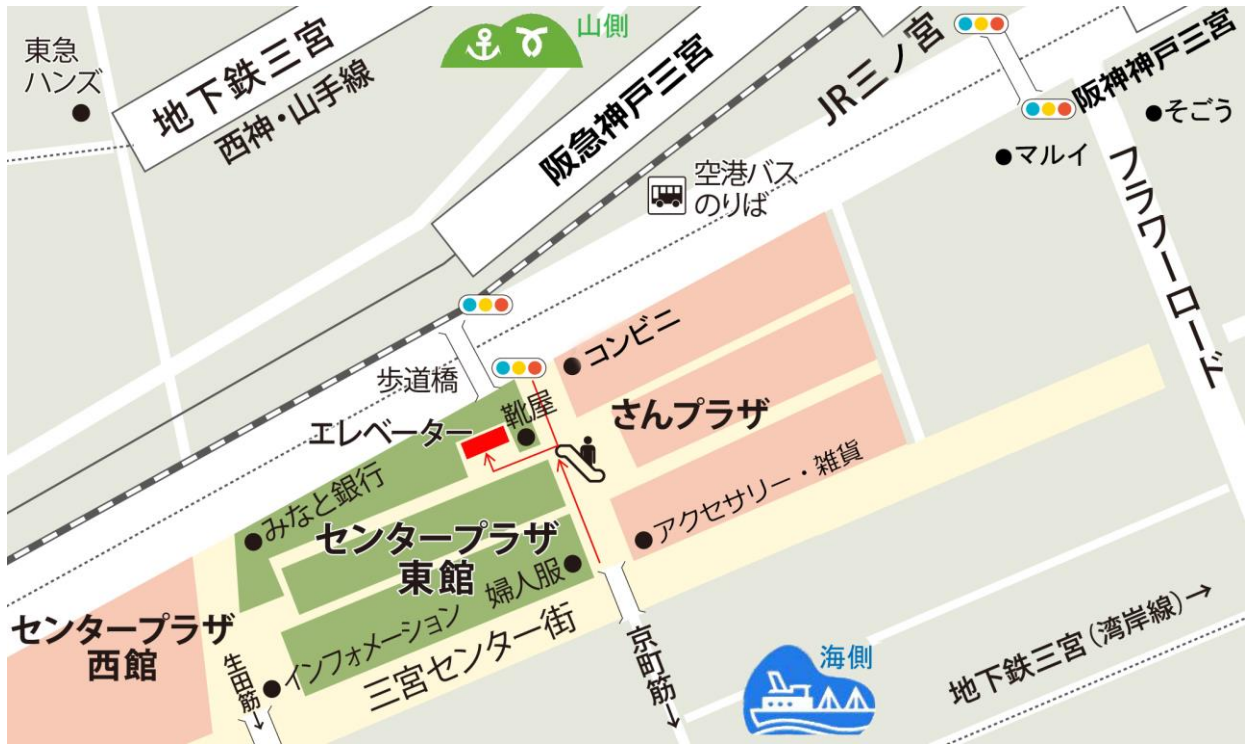 東急
ハンズ
地下鉄三宮
西神・山手線
山側
阪急神戸三宮
JR三ノ宮
阪神神戸三宮
そごう
マルイ
空港バス
のりば
フラワーロード
コンビニ
歩道橋
靴屋
エレベーター
さんプラザ
みなと銀行
アクセサリー・雑貨
センタープラザ
東館
婦人服
インフォメーション
三宮センター街
センタープラザ
西館
生田筋→
京町筋→
海側
地下鉄三宮(湾岸線)→